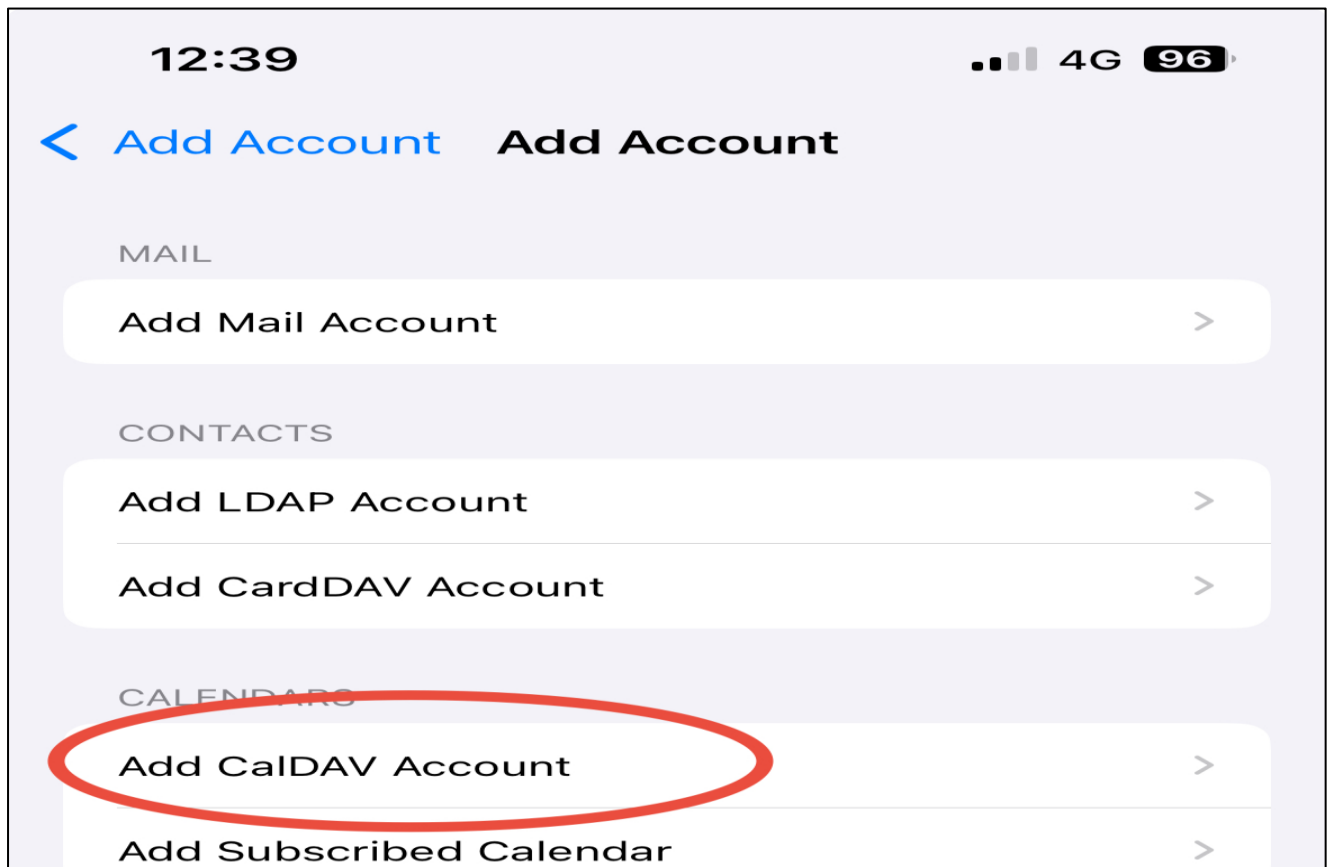 12:39 4G 96
< Add Account Add Account
MAIL
Add Mail Account >
CONTACTS
Add LDAP Account >
Add CardDAV Account >
CALENDARS
Add CalDAV Account >
Add Subscribed Calendar >